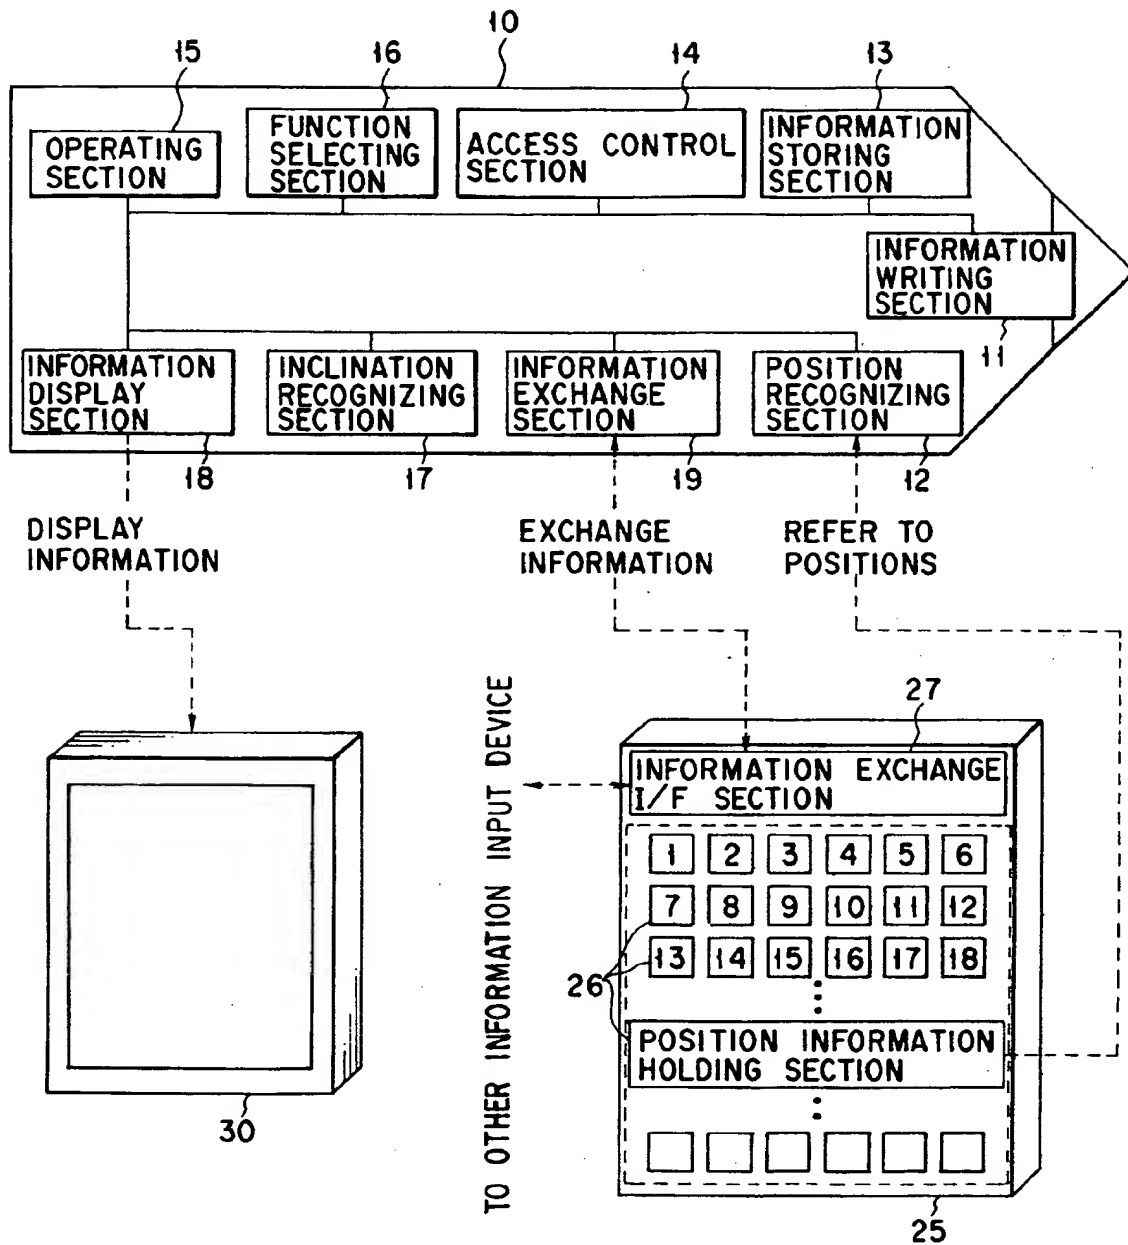 10
15
16
14
13
OPERATING
SECTION
FUNCTION
SELECTING
SECTION
ACCESS CONTROL
SECTION
INFORMATION
STORING
SECTION
INFORMATION
WRITING
SECTION
11
INFORMATION
DISPLAY
SECTION
INCLINATION
RECOGNIZING
SECTION
INFORMATION
EXCHANGE
SECTION
POSITION
RECOGNIZING
SECTION
18
17
19
12
DISPLAY
INFORMATION
EXCHANGE
INFORMATION
REFER TO
POSITIONS
TO OTHER INFORMATION INPUT DEVICE
27
INFORMATION EXCHANGE
I/F SECTION
1 2 3 4 5 6
7 8 9 10 11 12
13 14 15 16 17 18
26
POSITION INFORMATION
HOLDING SECTION
30
25